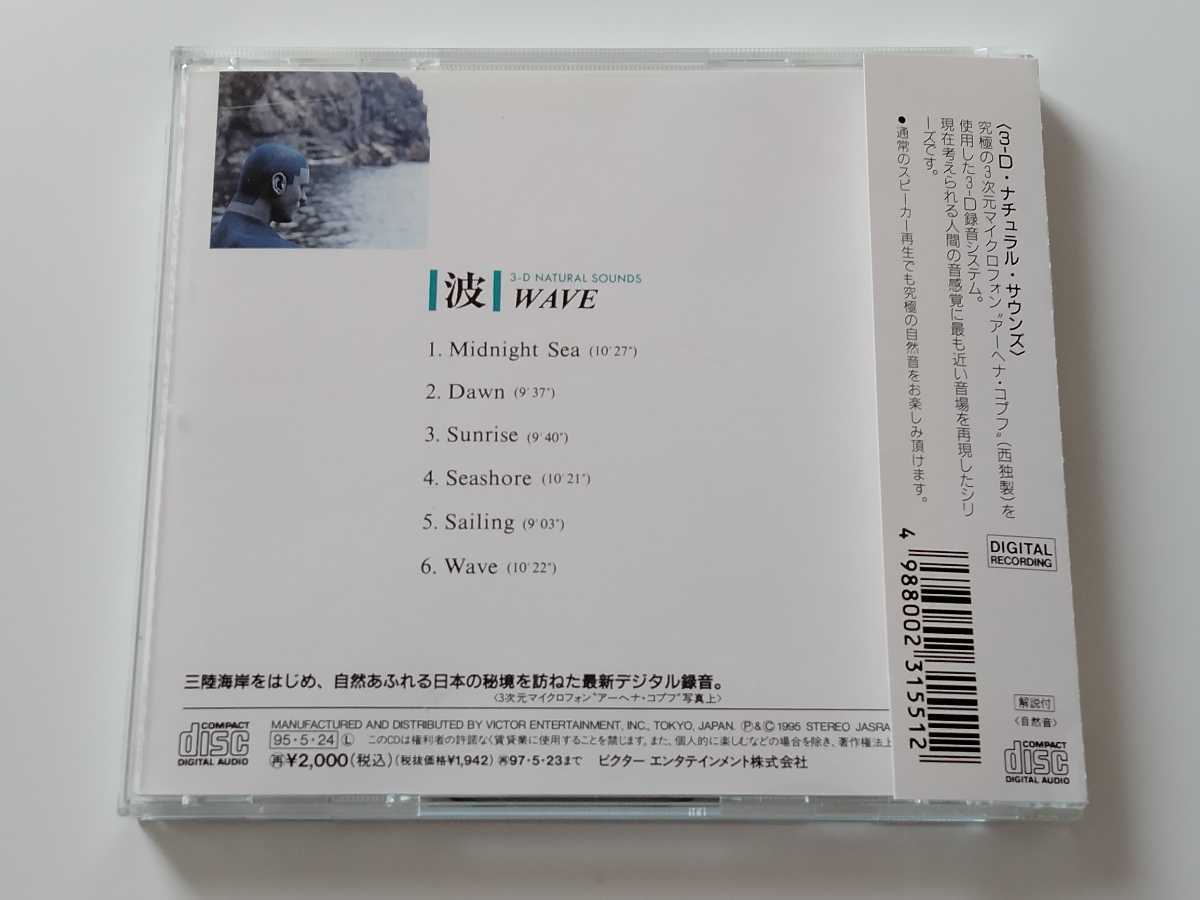 波
3-D NATURAL SOUNDS
WAVE
1. Midnight Sea (10'27")
2. Dawn (9'37")
3. Sunrise (9'40")
4. Seashore (10'21")
5. Sailing (9'03")
6. Wave (10'22")
三陸海岸をはじめ、自然あふれる日本の秘境を訪ねた最新デジタル録音。
〈3次元マイクロフォン"アーヘナ・コプフ"写真上〉
COMPACT
disc
DIGITAL AUDIO
MANUFACTURED AND DISTRIBUTED BY VICTOR ENTERTAINMENT, INC., TOKYO, JAPAN. Ⓟ&© 1995 STEREO JASRA
95・5・24 Ⓛ このCDは権利者の許諾なく賃貸業に使用することを禁じます。また、個人的に楽しむなどの場合を除き、著作権法上
㋐¥2,000(税込)(税抜価格¥1,942) ㋐97・5・23まで ビクター エンタテインメント株式会社
〈3-D・ナチュラル・サウンズ〉
究極の3次元マイクロフォン"アーヘナ・コプフ"(西独製)を
使用した3-D録音システム。
現在考えられる人間の音感覚に最も近い音場を再現したシリ
ーズです。
●通常のスピーカー再生でも究極の自然音をお楽しみ頂けます。
DIGITAL
RECORDING
4 988002 315512
解説付
〈自然音〉
COMPACT
disc
DIGITAL AUDIO